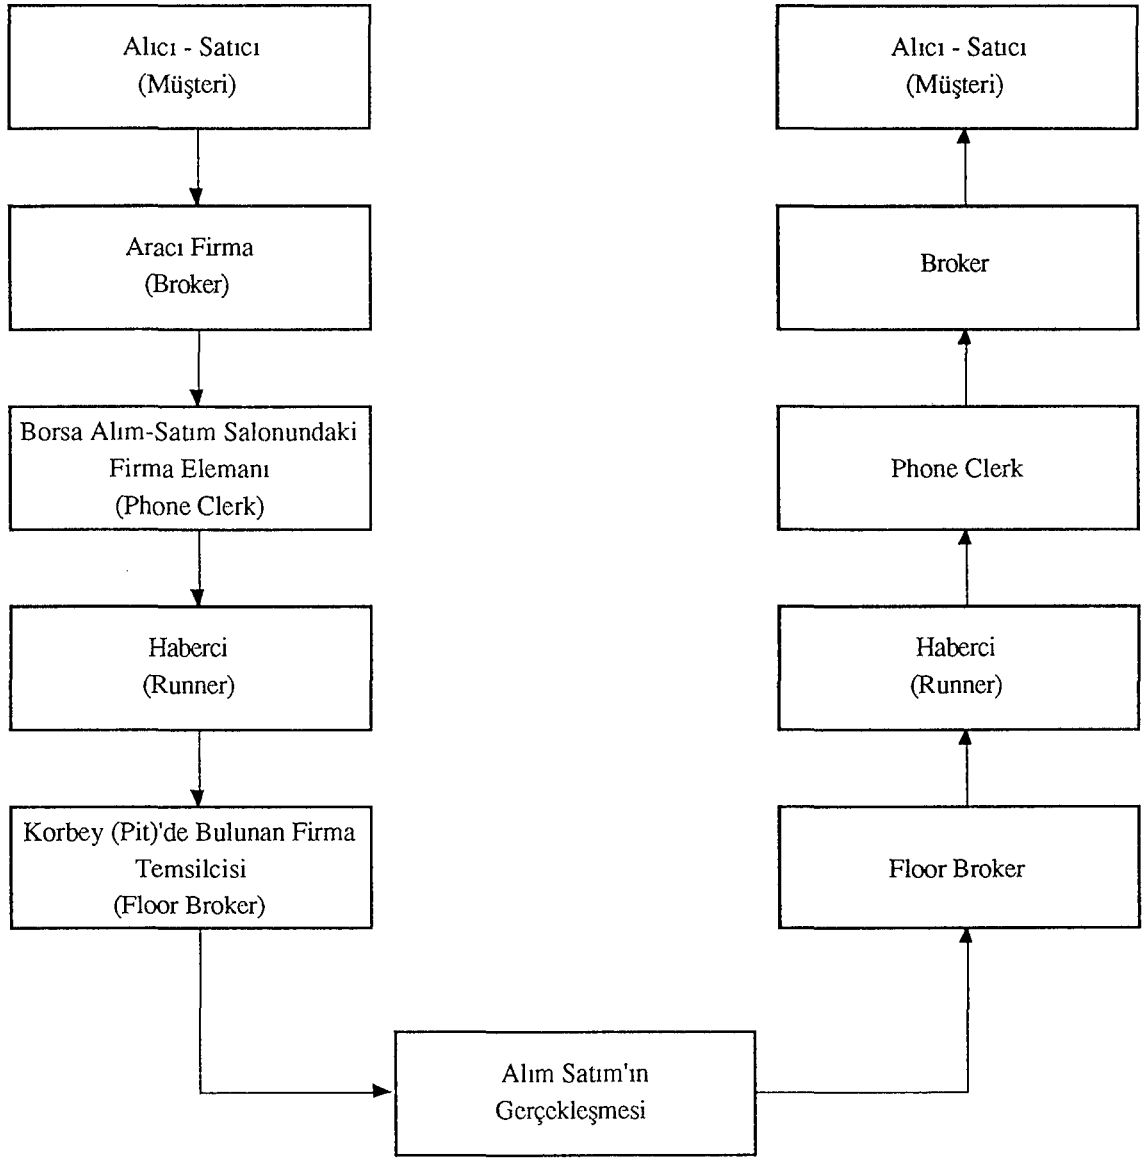 Alıcı - Satıcı
(Müşteri)
Aracı Firma
(Broker)
Borsa Alım-Satım Salonundaki
Firma Elemanı
(Phone Clerk)
Haberci
(Runner)
Korbey (Pit)'de Bulunan Firma
Temsilcisi
(Floor Broker)
Alım Satım'ın
Gerçekleşmesi
Floor Broker
Haberci
(Runner)
Phone Clerk
Broker
Alıcı - Satıcı
(Müşteri)